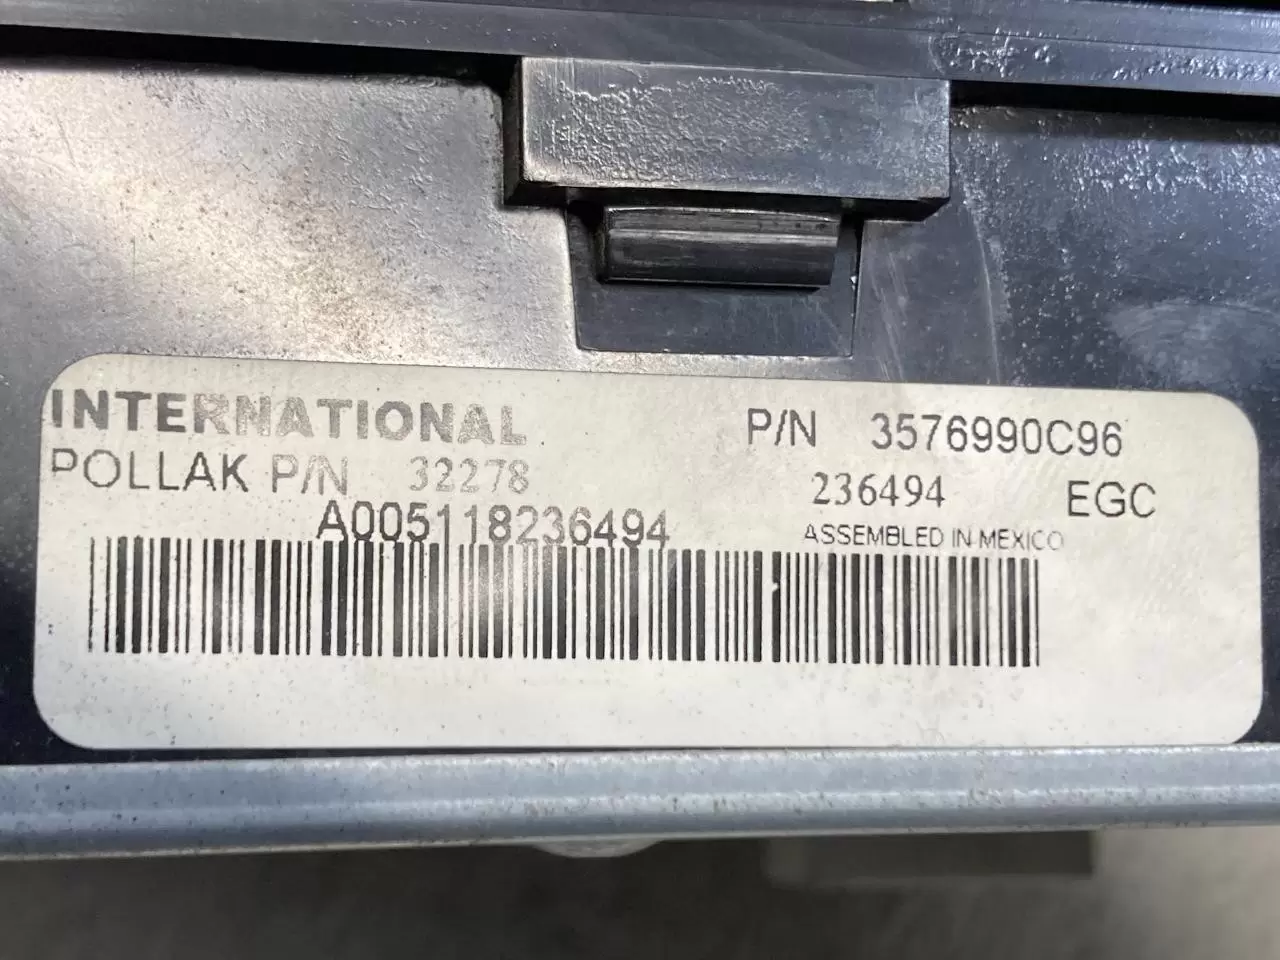 INTERNATIONAL
P/N 3576990C96
POLLAK P/N 32278
236494 EGC
A005118236494
ASSEMBLED IN MEXICO